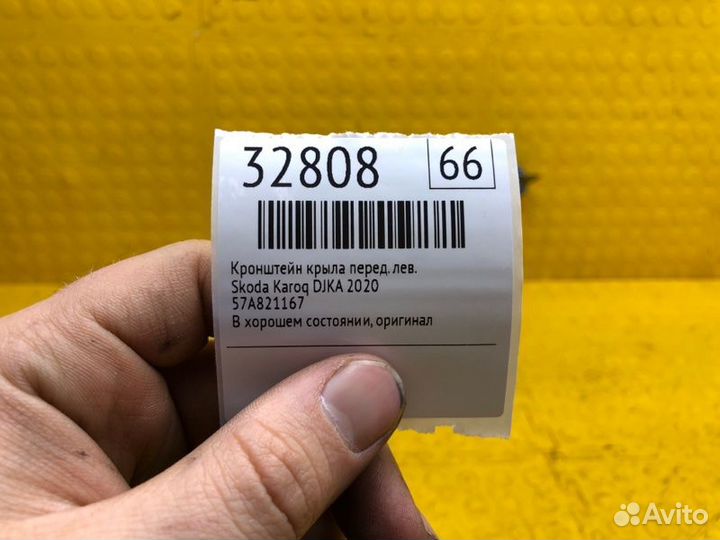 32808 66
Кронштейн крыла перед. лев.
Skoda Karoq DJKA 2020
57A821167
В хорошем состоянии, оригинал
Avito